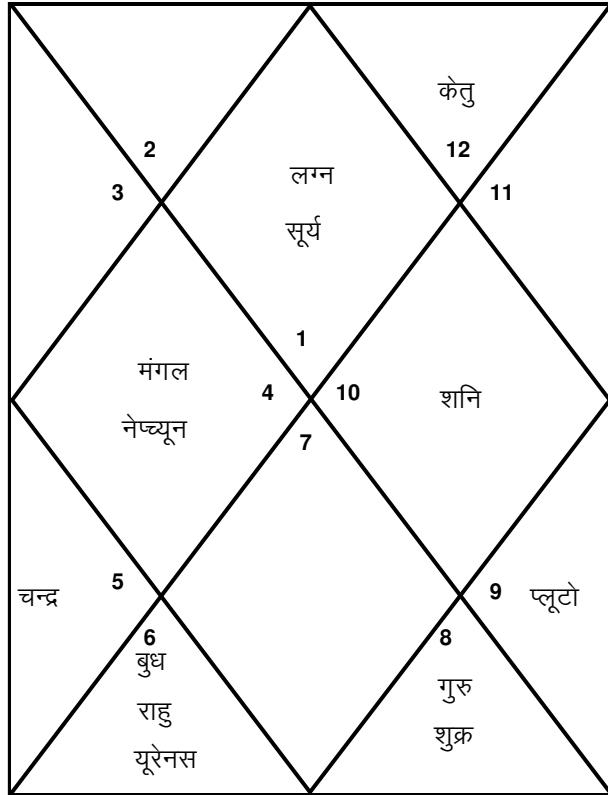 केतु
2
12
3
11
लग्न
सूर्य
1
मंगल
4
10
शनि
नेप्च्यून
7
5
9
चन्द्र
प्लूटो
6
8
बुध
गुरु
राहु
शुक्र
यूरेनस